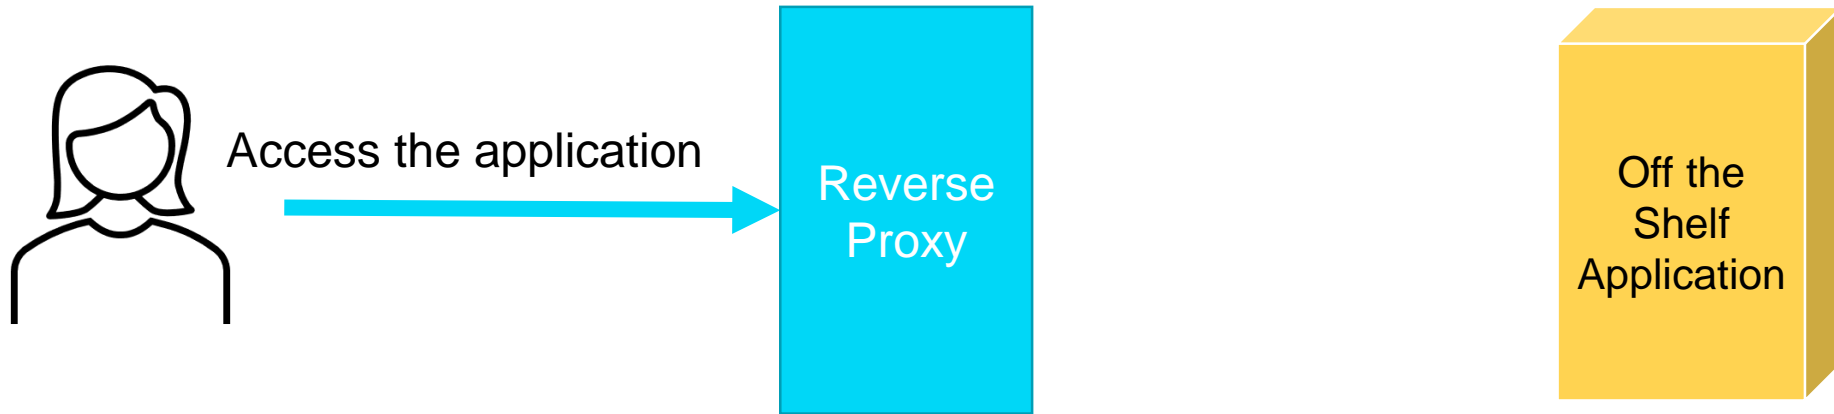 Access the application
Reverse
Proxy
Off the
Shelf
Application